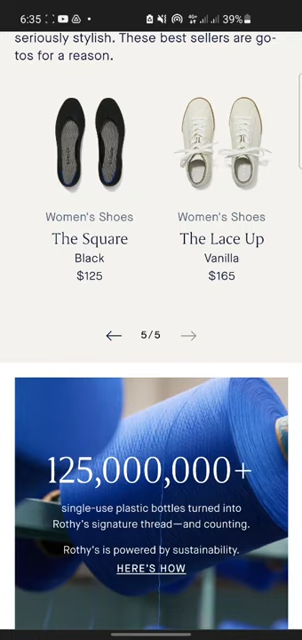 6:35
4G+
39%
seriously stylish. These best sellers are go-
tos for a reason.
Women's Shoes
The Square
Black
$125
Women's Shoes
The Lace Up
Vanilla
$165
← 5/5 →
125,000,000+
single-use plastic bottles turned into
Rothy's signature thread—and counting.
Rothy's is powered by sustainability.
HERE'S HOW